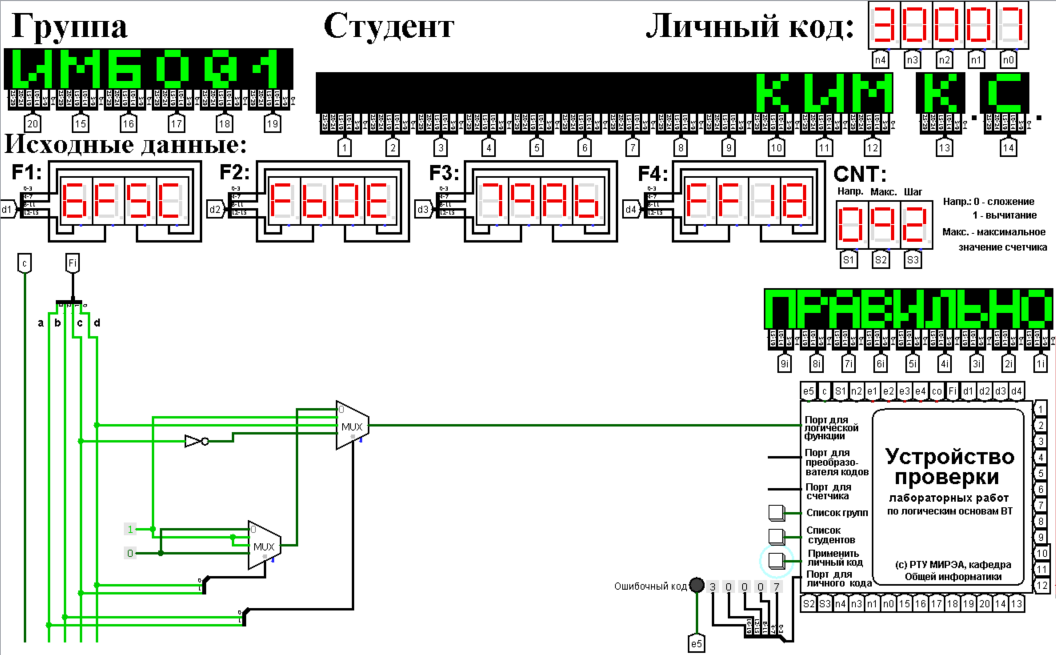 Группа
Студент
Личный код:
30007
n4 n3 n2 n1 n0
ИМБО01
КИМ К . С .
20 15 16 17 18 19
1 2 3 4 5 6 7 8 9 10 11 12 13 14
Исходные данные:
F1: F2: F3: F4: CNT:
Напр. Макс. Шаг
d1 d2 d3 d4
092
S1 S2 S3
Напр.: 0 - сложение
1 - вычитание
Макс. - максимальное
значение счетчика
c Fi
a b c d
ПРАВИЛЬНО
9i 8i 7i 6i 5i 4i 3i 2i 1i
e5 c S1 n2 e1 e2 e3 e4 co Fi d1 d2 d3 d4
MUX
MUX
1
0
Порт для
логической
функции
Порт для
преобразо-
вателя кодов
Порт для
счетчика
Список групп
Список
студентов
Применить
личный код
Порт для
личного кода
Устройство
проверки
лабораторных работ
по логическим основам ВТ
(с) РТУ МИРЭА, кафедра
Общей информатики
1
2
3
4
5
6
7
8
9
10
11
12
Ошибочный код
3 0 0 0 7
e5
S2 S3 n4 n3 n1 n0 15 16 17 18 19 20 14 13